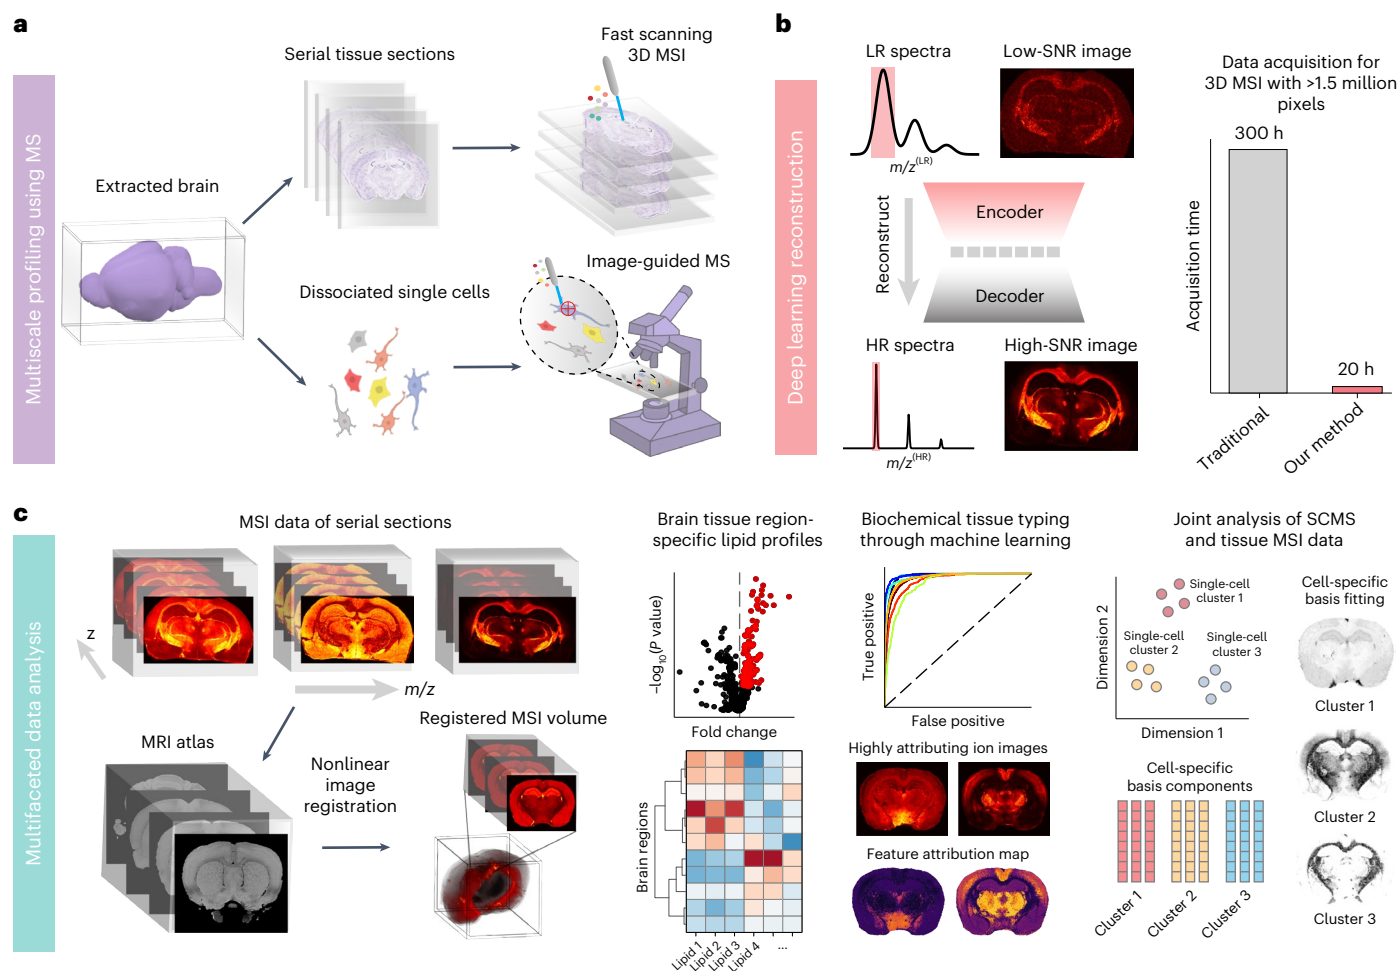 a
Multiscale profiling using MS
Extracted brain
Serial tissue sections
Fast scanning
3D MSI
Dissociated single cells
Image-guided MS
b
Deep learning reconstruction
LR spectra
m/z(LR)
Low-SNR image
Reconstruct
Encoder
Decoder
HR spectra
m/z(HR)
High-SNR image
Data acquisition for
3D MSI with >1.5 million
pixels
300 h
20 h
Acquisition time
Traditional
Our method
c
Multifaceted data analysis
MSI data of serial sections
z
m/z
MRI atlas
Nonlinear
image
registration
Registered MSI volume
Brain tissue region-
specific lipid profiles
−log10(P value)
Fold change
Brain regions
Lipid 1
Lipid 2
Lipid 3
Lipid 4
...
Biochemical tissue typing
through machine learning
True positive
False positive
Highly attributing ion images
Feature attribution map
Joint analysis of SCMS
and tissue MSI data
Dimension 2
Single-cell
cluster 1
Single-cell
cluster 2
Single-cell
cluster 3
Dimension 1
Cell-specific
basis components
Cluster 1
Cluster 2
Cluster 3
Cell-specific
basis fitting
Cluster 1
Cluster 2
Cluster 3